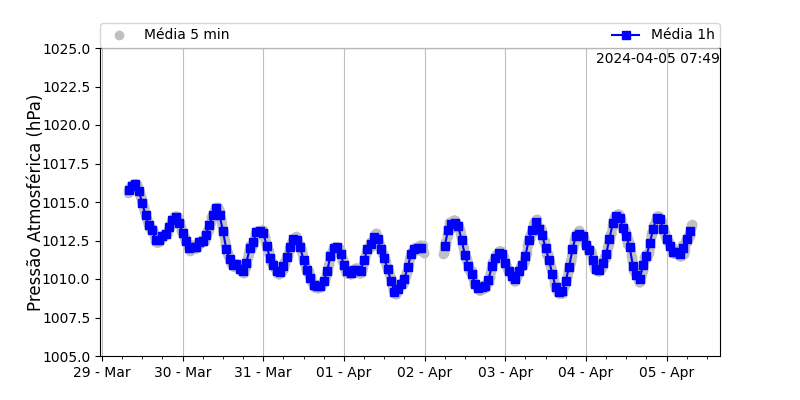 Média 5 min
Média 1h
2024-04-05 07:49
Pressão Atmosférica (hPa)
1025.0
1022.5
1020.0
1017.5
1015.0
1012.5
1010.0
1007.5
1005.0
29 - Mar
30 - Mar
31 - Mar
01 - Apr
02 - Apr
03 - Apr
04 - Apr
05 - Apr